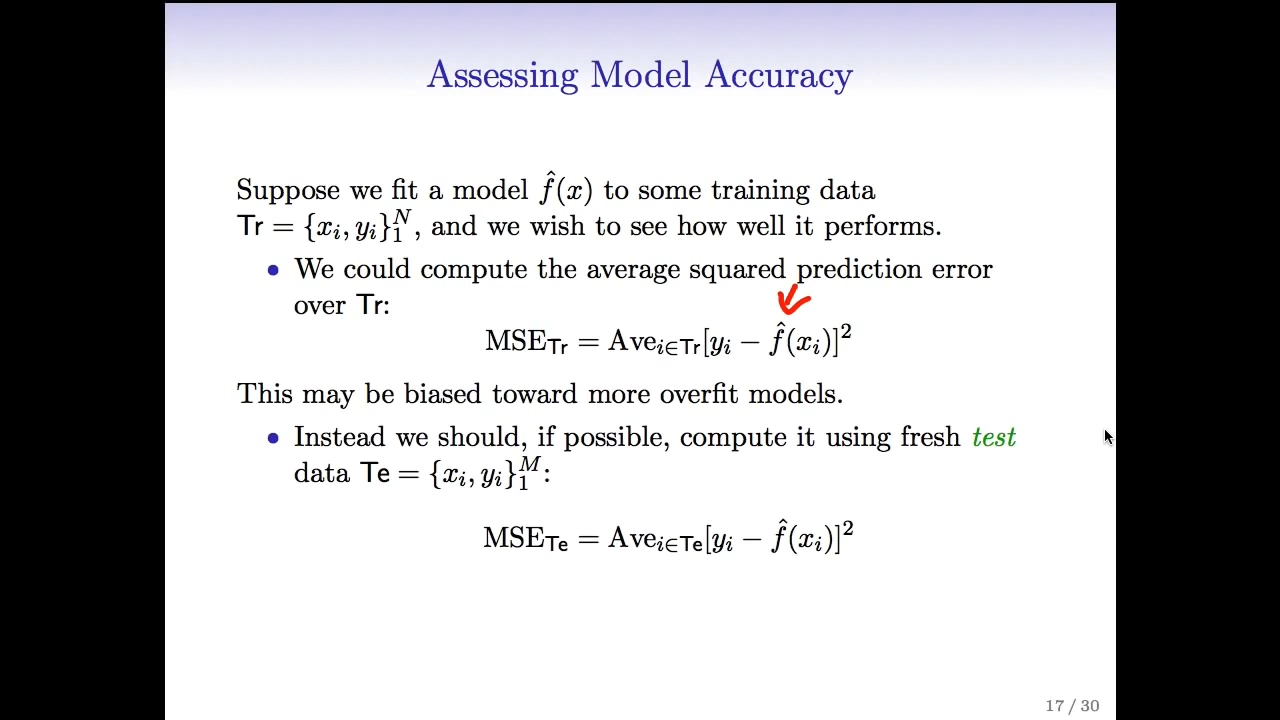 Assessing Model Accuracy
Suppose we fit a model f̂(x) to some training data
Tr = {xᵢ, yᵢ}₁ᴺ, and we wish to see how well it performs.
• We could compute the average squared prediction error
over Tr:
MSE_Tr = Ave_{i∈Tr}[yᵢ − f̂(xᵢ)]²
This may be biased toward more overfit models.
• Instead we should, if possible, compute it using fresh test
data Te = {xᵢ, yᵢ}₁ᴹ:
MSE_Te = Ave_{i∈Te}[yᵢ − f̂(xᵢ)]²
17 / 30